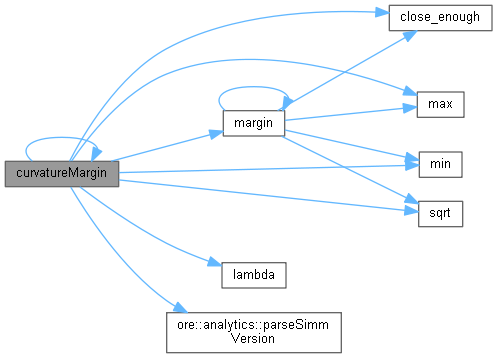 close_enough
max
margin
curvatureMargin
min
sqrt
lambda
ore::analytics::parseSimm
Version